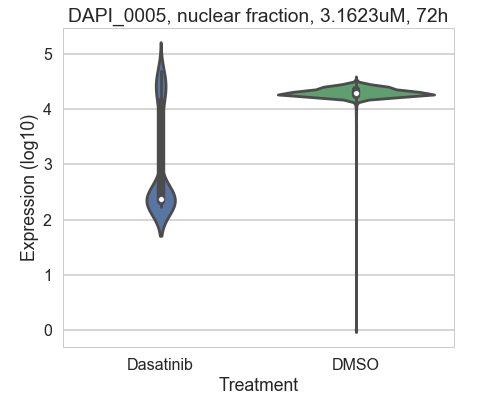 DAPI_0005, nuclear fraction, 3.1623uM, 72h
Expression (log10)
5
4
3
2
1
0
Dasatinib DMSO
Treatment